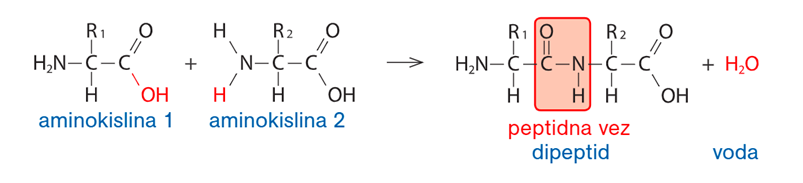 H R1 O H R2 O R1 O R2 O
H₂N–C–C + N–C–C → H₂N–C–C–N–C–C + H₂O
H OH H H OH H H H OH
aminokislina 1 aminokislina 2 peptidna vez
dipeptid voda